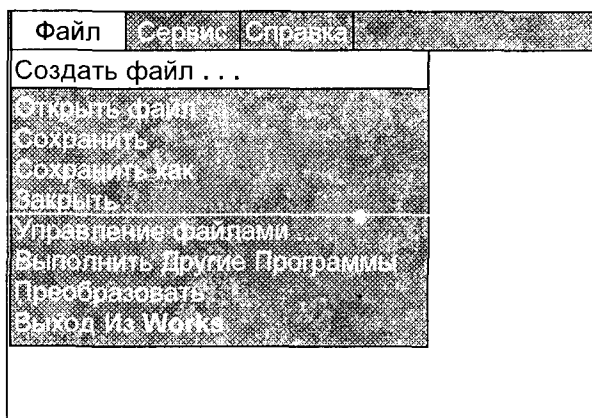 Файл Сервис Справка
Создать файл . . .
Открыть файл
Сохранить
Сохранить как
Закрыть
Управление файлами
Выполнить Другие Программы
Преобразовать
Выход Из Works